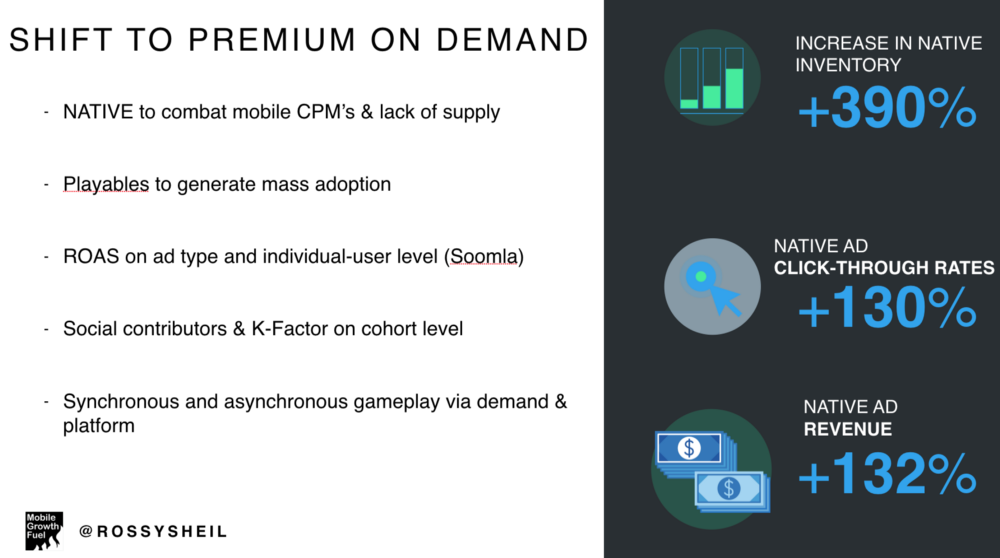 SHIFT TO PREMIUM ON DEMAND
- NATIVE to combat mobile CPM's & lack of supply
- Playables to generate mass adoption
- ROAS on ad type and individual-user level (Soomla)
- Social contributors & K-Factor on cohort level
- Synchronous and asynchronous gameplay via demand &
platform
Mobile
Growth
Fuel
@ROSSYSHEIL
INCREASE IN NATIVE
INVENTORY
+390%
NATIVE AD
CLICK-THROUGH RATES
+130%
NATIVE AD
REVENUE
$
$
+132%